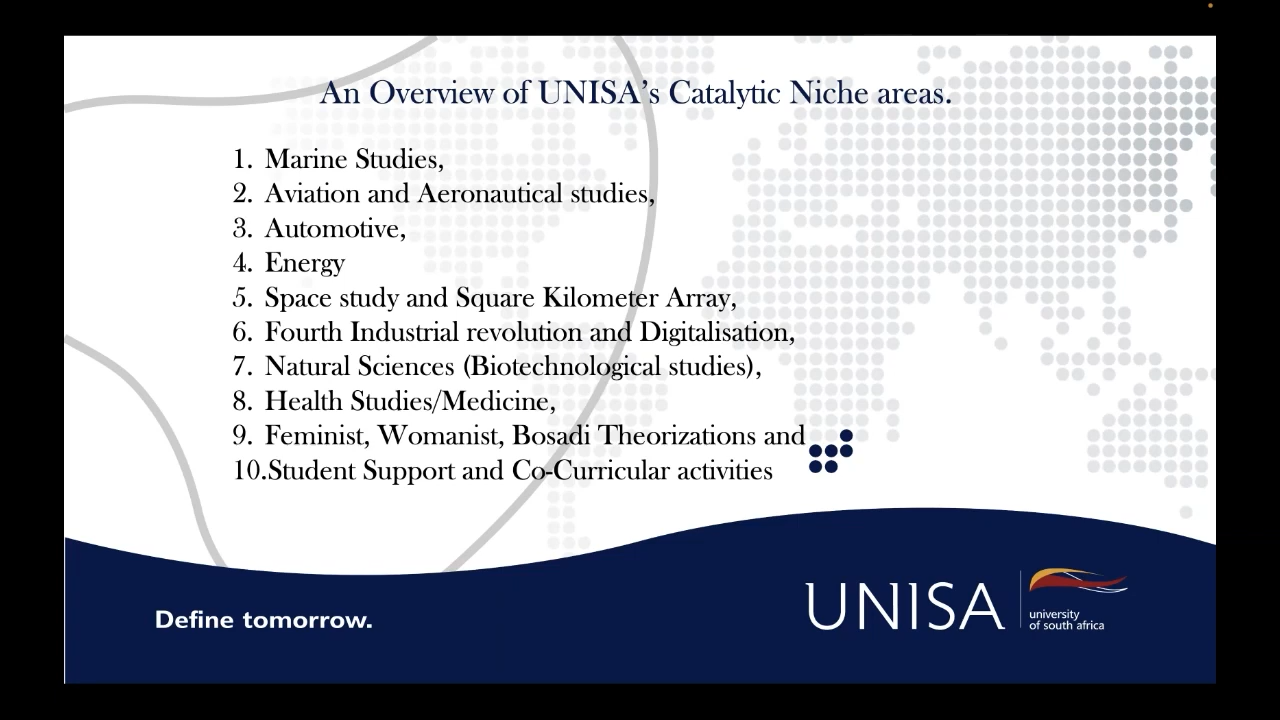 An Overview of UNISA’s Catalytic Niche areas.
1. Marine Studies,
2. Aviation and Aeronautical studies,
3. Automotive,
4. Energy
5. Space study and Square Kilometer Array,
6. Fourth Industrial revolution and Digitalisation,
7. Natural Sciences (Biotechnological studies),
8. Health Studies/Medicine,
9. Feminist, Womanist, Bosadi Theorizations and
10.Student Support and Co-Curricular activities
Define tomorrow.
UNISA
university
of south africa